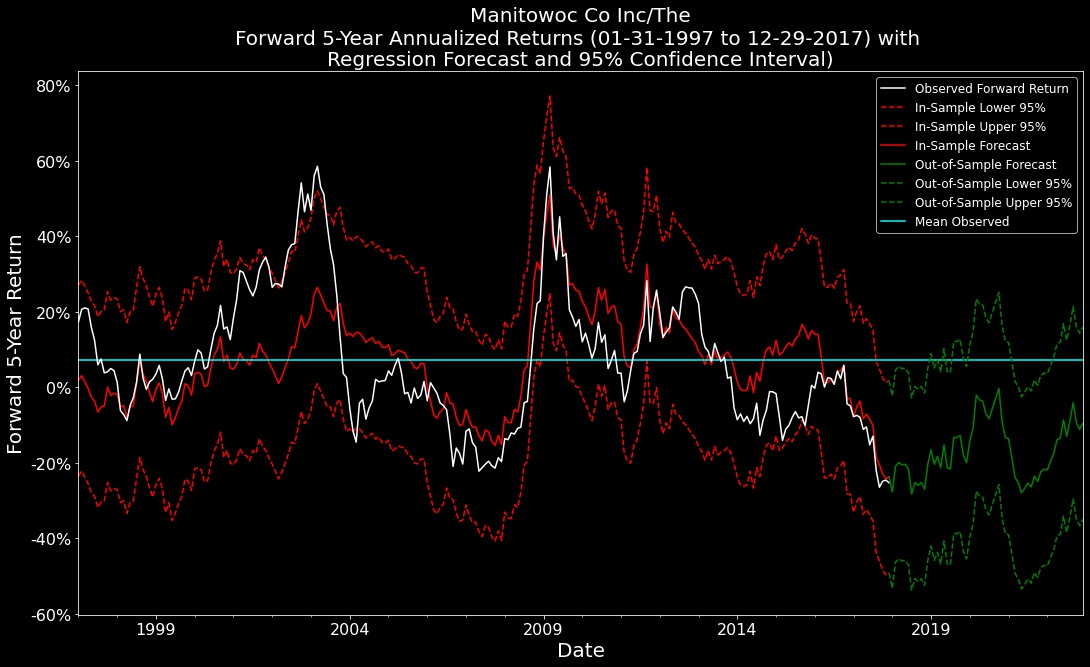 Manitowoc Co Inc/The
Forward 5-Year Annualized Returns (01-31-1997 to 12-29-2017) with
Regression Forecast and 95% Confidence Interval)
Observed Forward Return
In-Sample Lower 95%
In-Sample Upper 95%
In-Sample Forecast
Out-of-Sample Forecast
Out-of-Sample Lower 95%
Out-of-Sample Upper 95%
Mean Observed
Forward 5-Year Return
80%
60%
40%
20%
0%
-20%
-40%
-60%
1999 2004 2009 2014 2019
Date